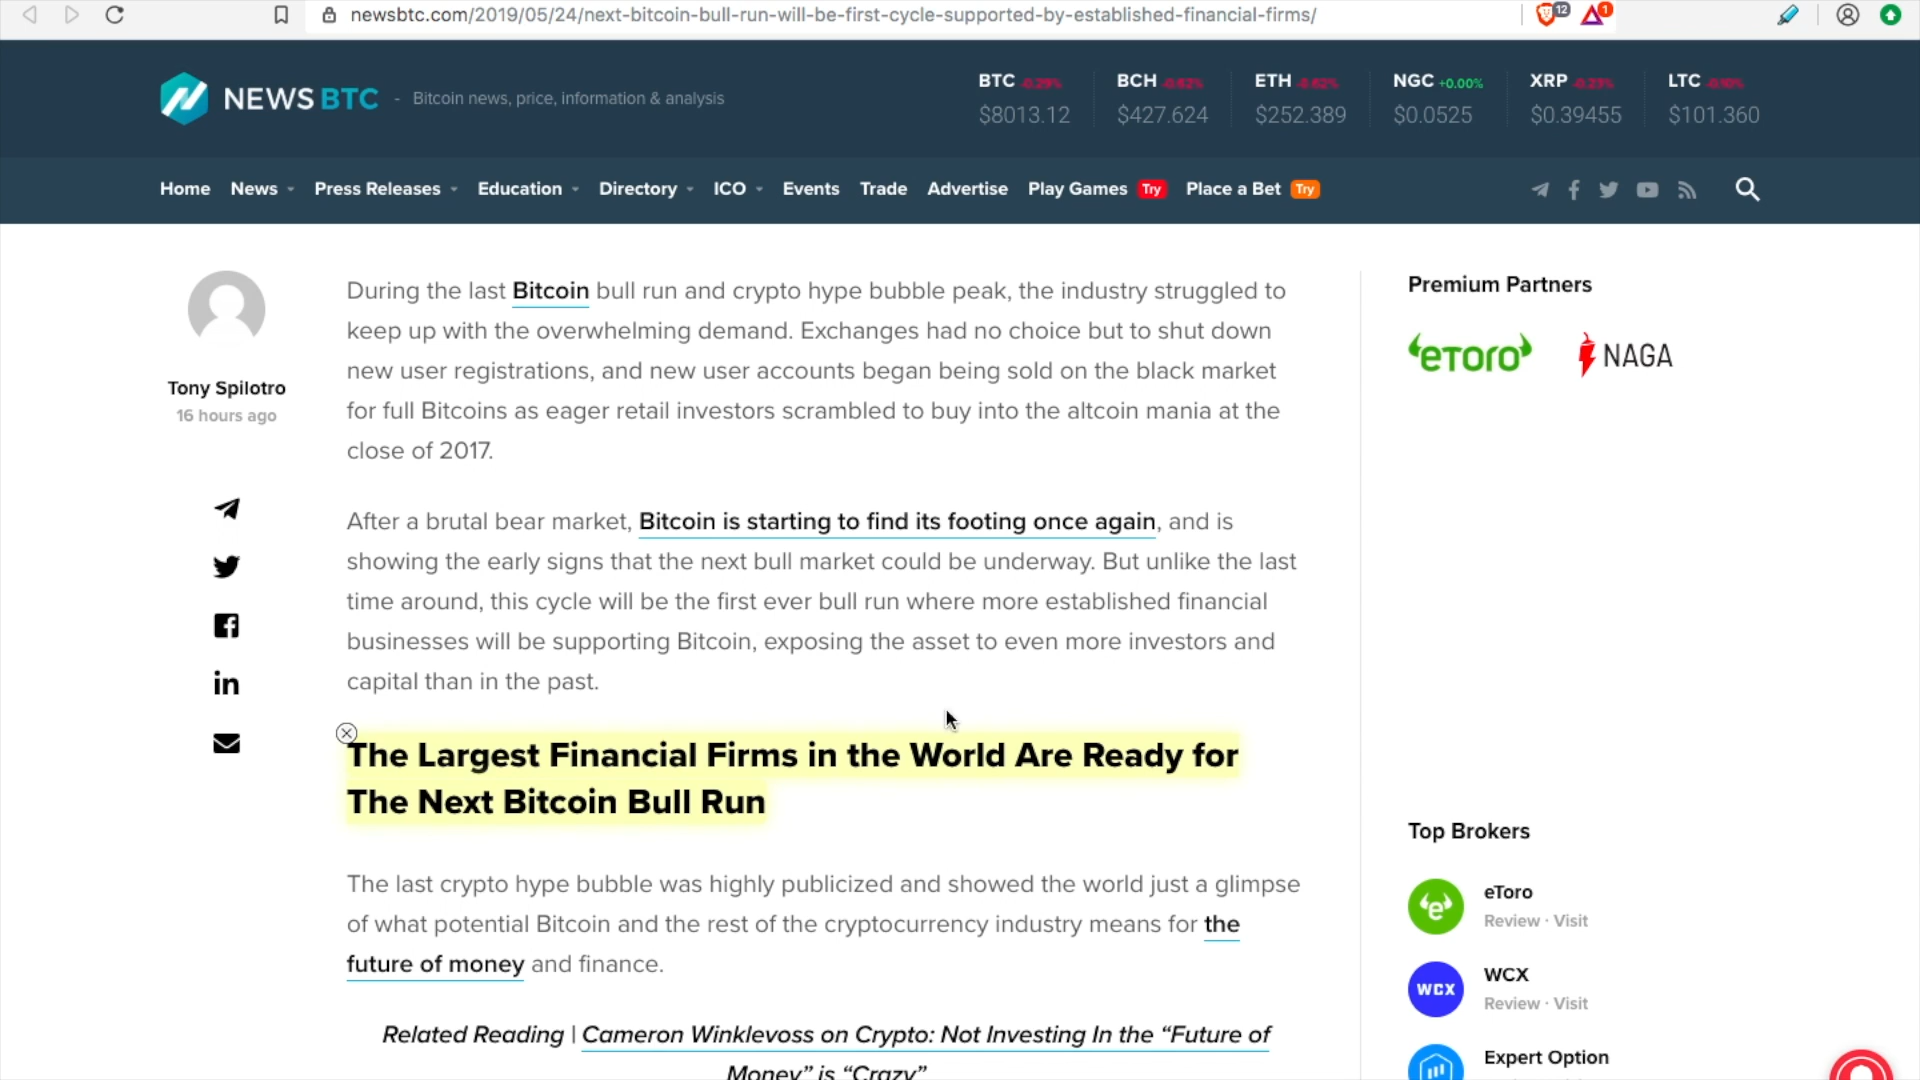 newsbtc.com/2019/05/24/next-bitcoin-bull-run-will-be-first-cycle-supported-by-established-financial-firms/
12
1
NEWSBTC - Bitcoin news, price, information & analysis
BTC -0.29%
$8013.12
BCH -0.62%
$427.624
ETH -0.62%
$252.389
NGC +0.00%
$0.0525
XRP -0.23%
$0.39455
LTC
$101.360
Home News Press Releases Education Directory ICO Events Trade Advertise Play Games Try Place a Bet Try
Tony Spilotro
16 hours ago
During the last Bitcoin bull run and crypto hype bubble peak, the industry struggled to
keep up with the overwhelming demand. Exchanges had no choice but to shut down
new user registrations, and new user accounts began being sold on the black market
for full Bitcoins as eager retail investors scrambled to buy into the altcoin mania at the
close of 2017.
After a brutal bear market, Bitcoin is starting to find its footing once again, and is
showing the early signs that the next bull market could be underway. But unlike the last
time around, this cycle will be the first ever bull run where more established financial
businesses will be supporting Bitcoin, exposing the asset to even more investors and
capital than in the past.
The Largest Financial Firms in the World Are Ready for
The Next Bitcoin Bull Run
The last crypto hype bubble was highly publicized and showed the world just a glimpse
of what potential Bitcoin and the rest of the cryptocurrency industry means for the
future of money and finance.
Related Reading | Cameron Winklevoss on Crypto: Not Investing In the “Future of
Money” is “Crazy”
Premium Partners
eToro
NAGA
Top Brokers
eToro
Review · Visit
WCX
WCX
Review · Visit
Expert Option